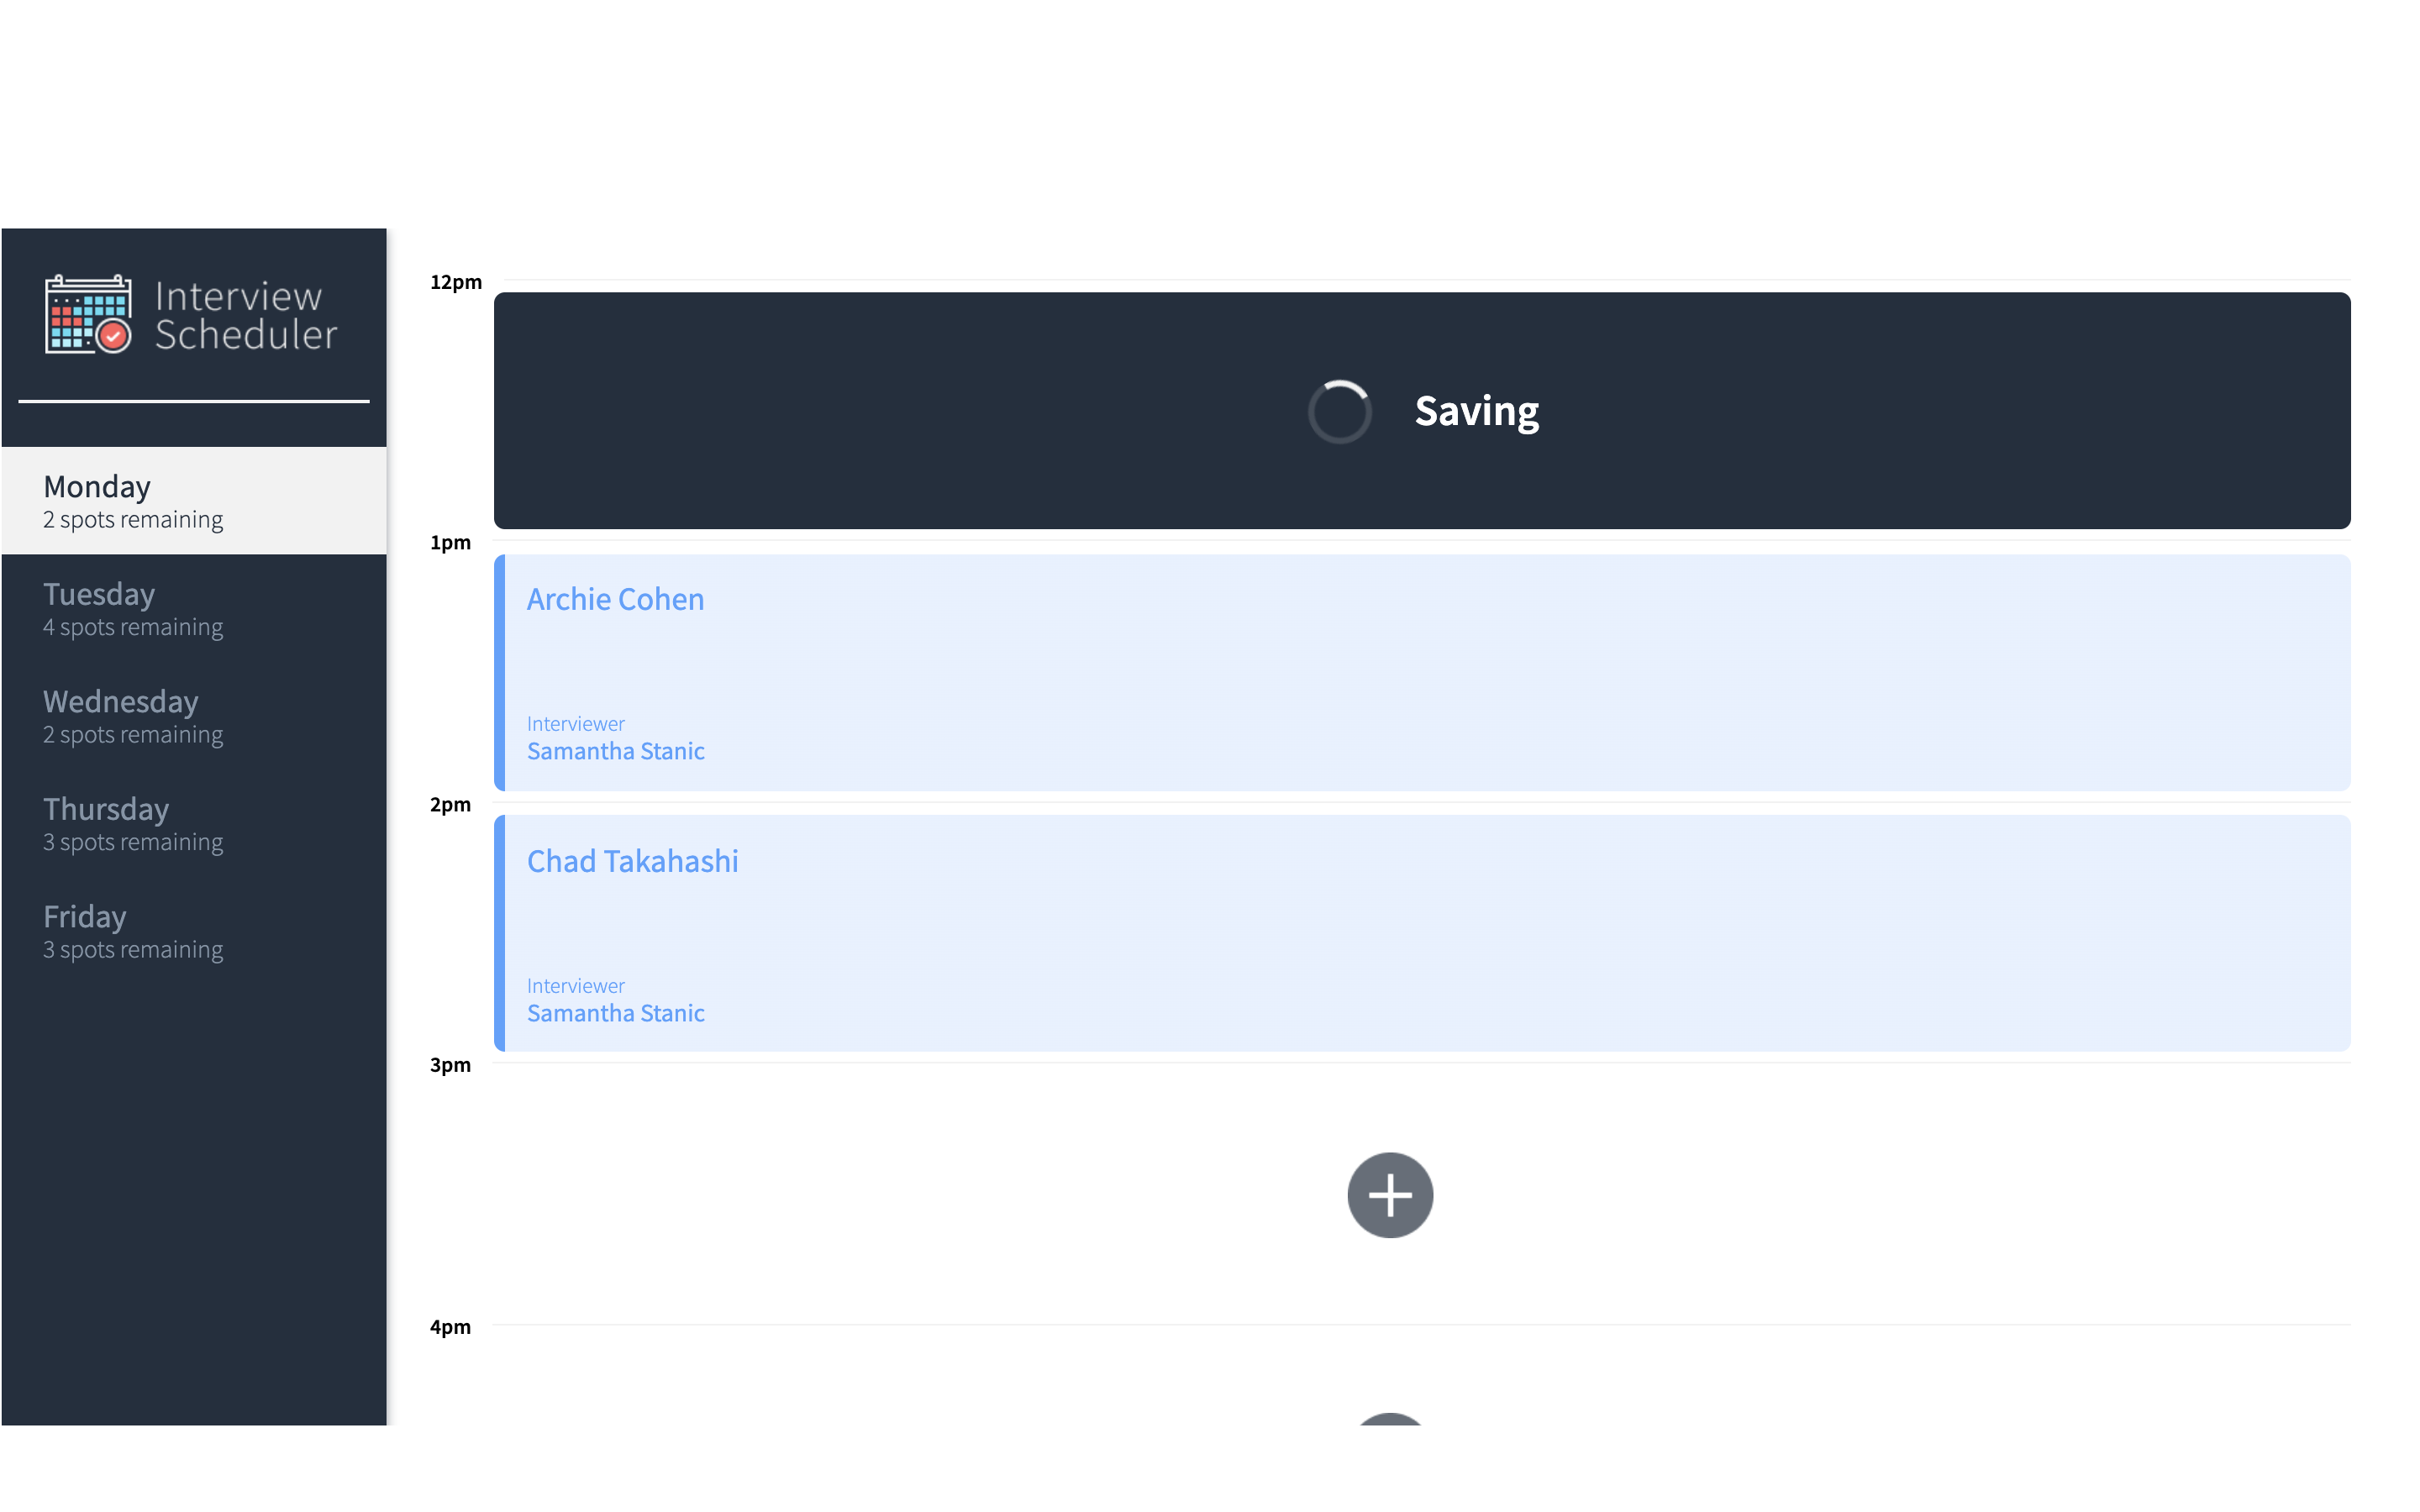 Interview
Scheduler
Monday
2 spots remaining
Tuesday
4 spots remaining
Wednesday
2 spots remaining
Thursday
3 spots remaining
Friday
3 spots remaining
12pm
Saving
1pm
Archie Cohen
Interviewer
Samantha Stanic
2pm
Chad Takahashi
Interviewer
Samantha Stanic
3pm
4pm